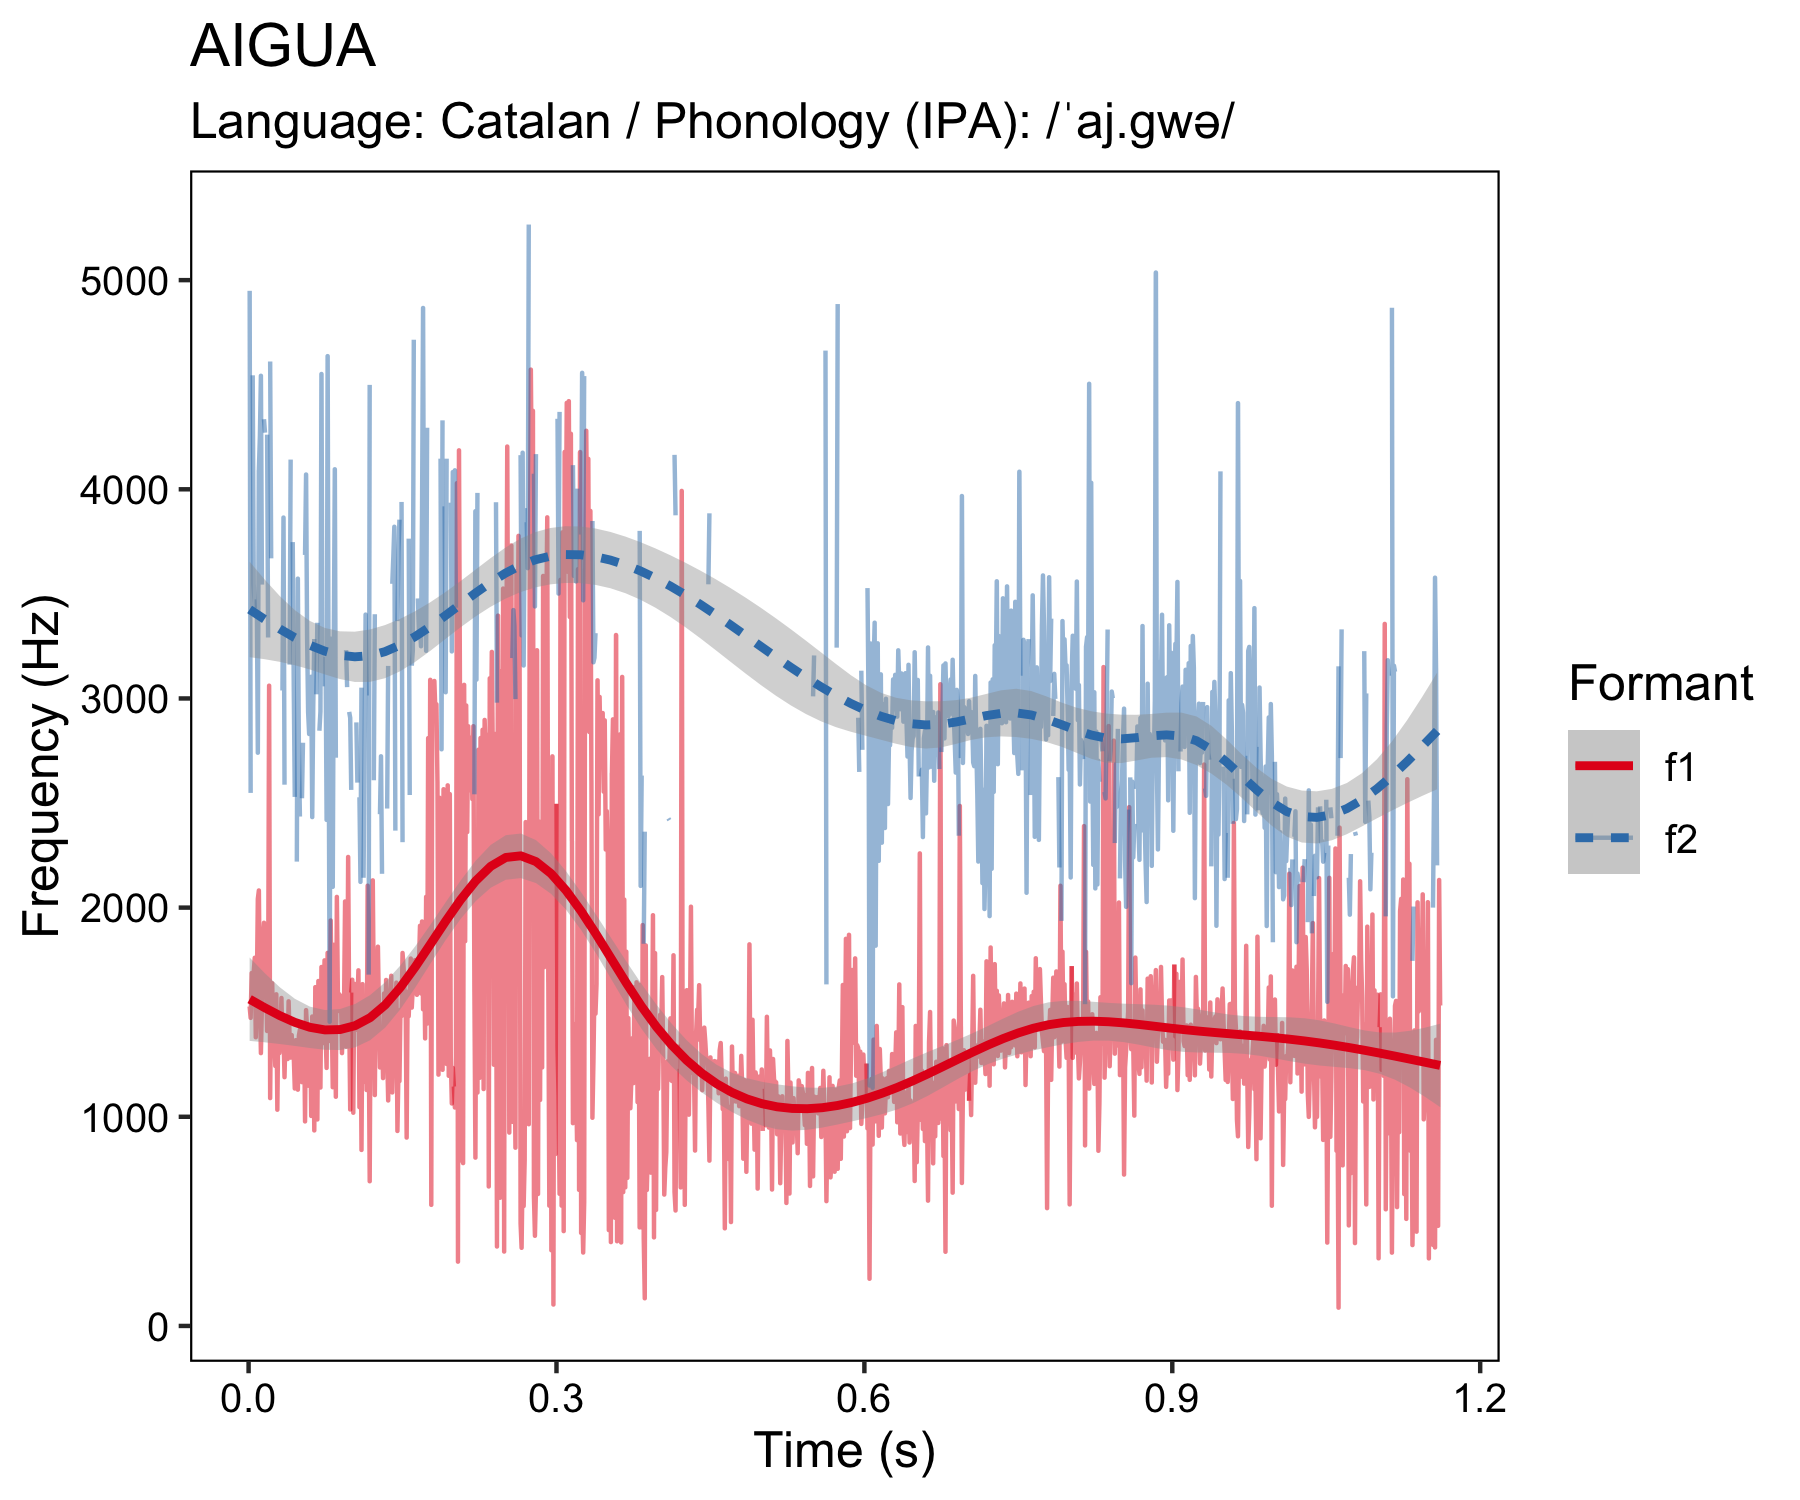 AIGUA
Language: Catalan / Phonology (IPA): /ˈaj.gwə/
Frequency (Hz)
5000
4000
3000
2000
1000
0
0.0 0.3 0.6 0.9 1.2
Time (s)
Formant
f1
f2